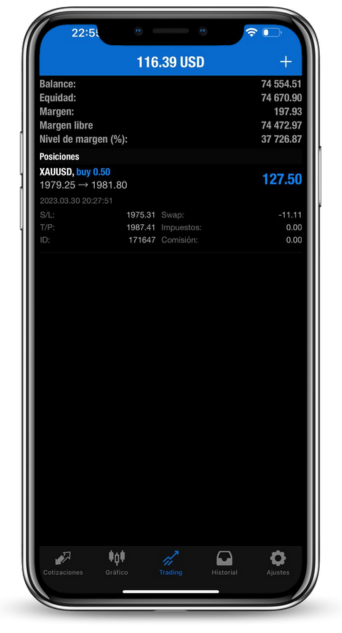 22:5
116.39 USD +
Balance: 74 554.51
Equidad: 74 670.90
Margen: 197.93
Margen libre 74 472.97
Nivel de margen (%): 37 726.87
Posiciones
XAUUSD, buy 0.50
1979.25 → 1981.80 127.50
2023.03.30 20:27:51
S/L: 1975.31 Swap: -11.11
T/P: 1987.41 Impuestos: 0.00
ID: 171647 Comisión: 0.00
Cotizaciones Gráfico Trading Historial Ajustes